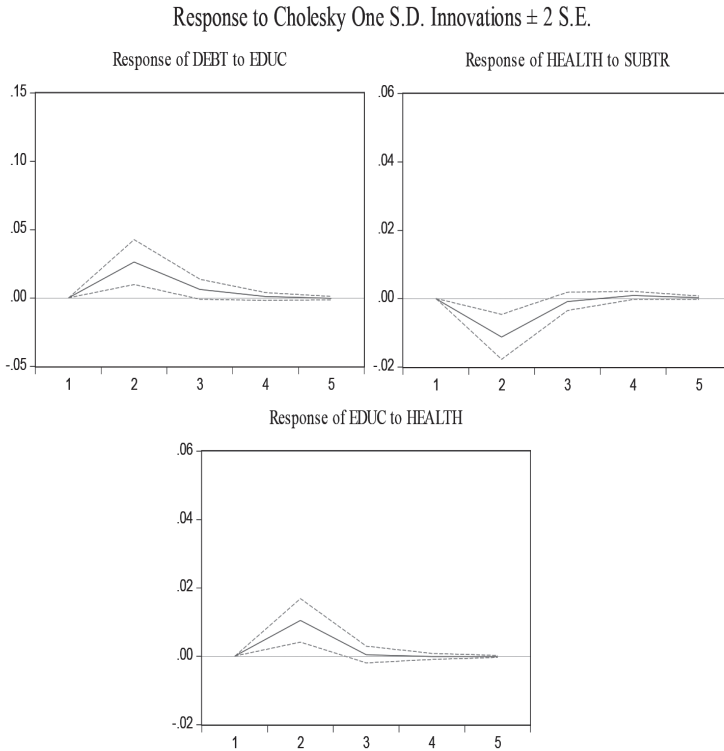 Response to Cholesky One S.D. Innovations ± 2 S.E.
Response of DEBT to EDUC
.15
.10
.05
.00
-.05
1 2 3 4 5
Response of HEALTH to SUBTR
.06
.04
.02
.00
-.02
1 2 3 4 5
Response of EDUC to HEALTH
.06
.04
.02
.00
-.02
1 2 3 4 5